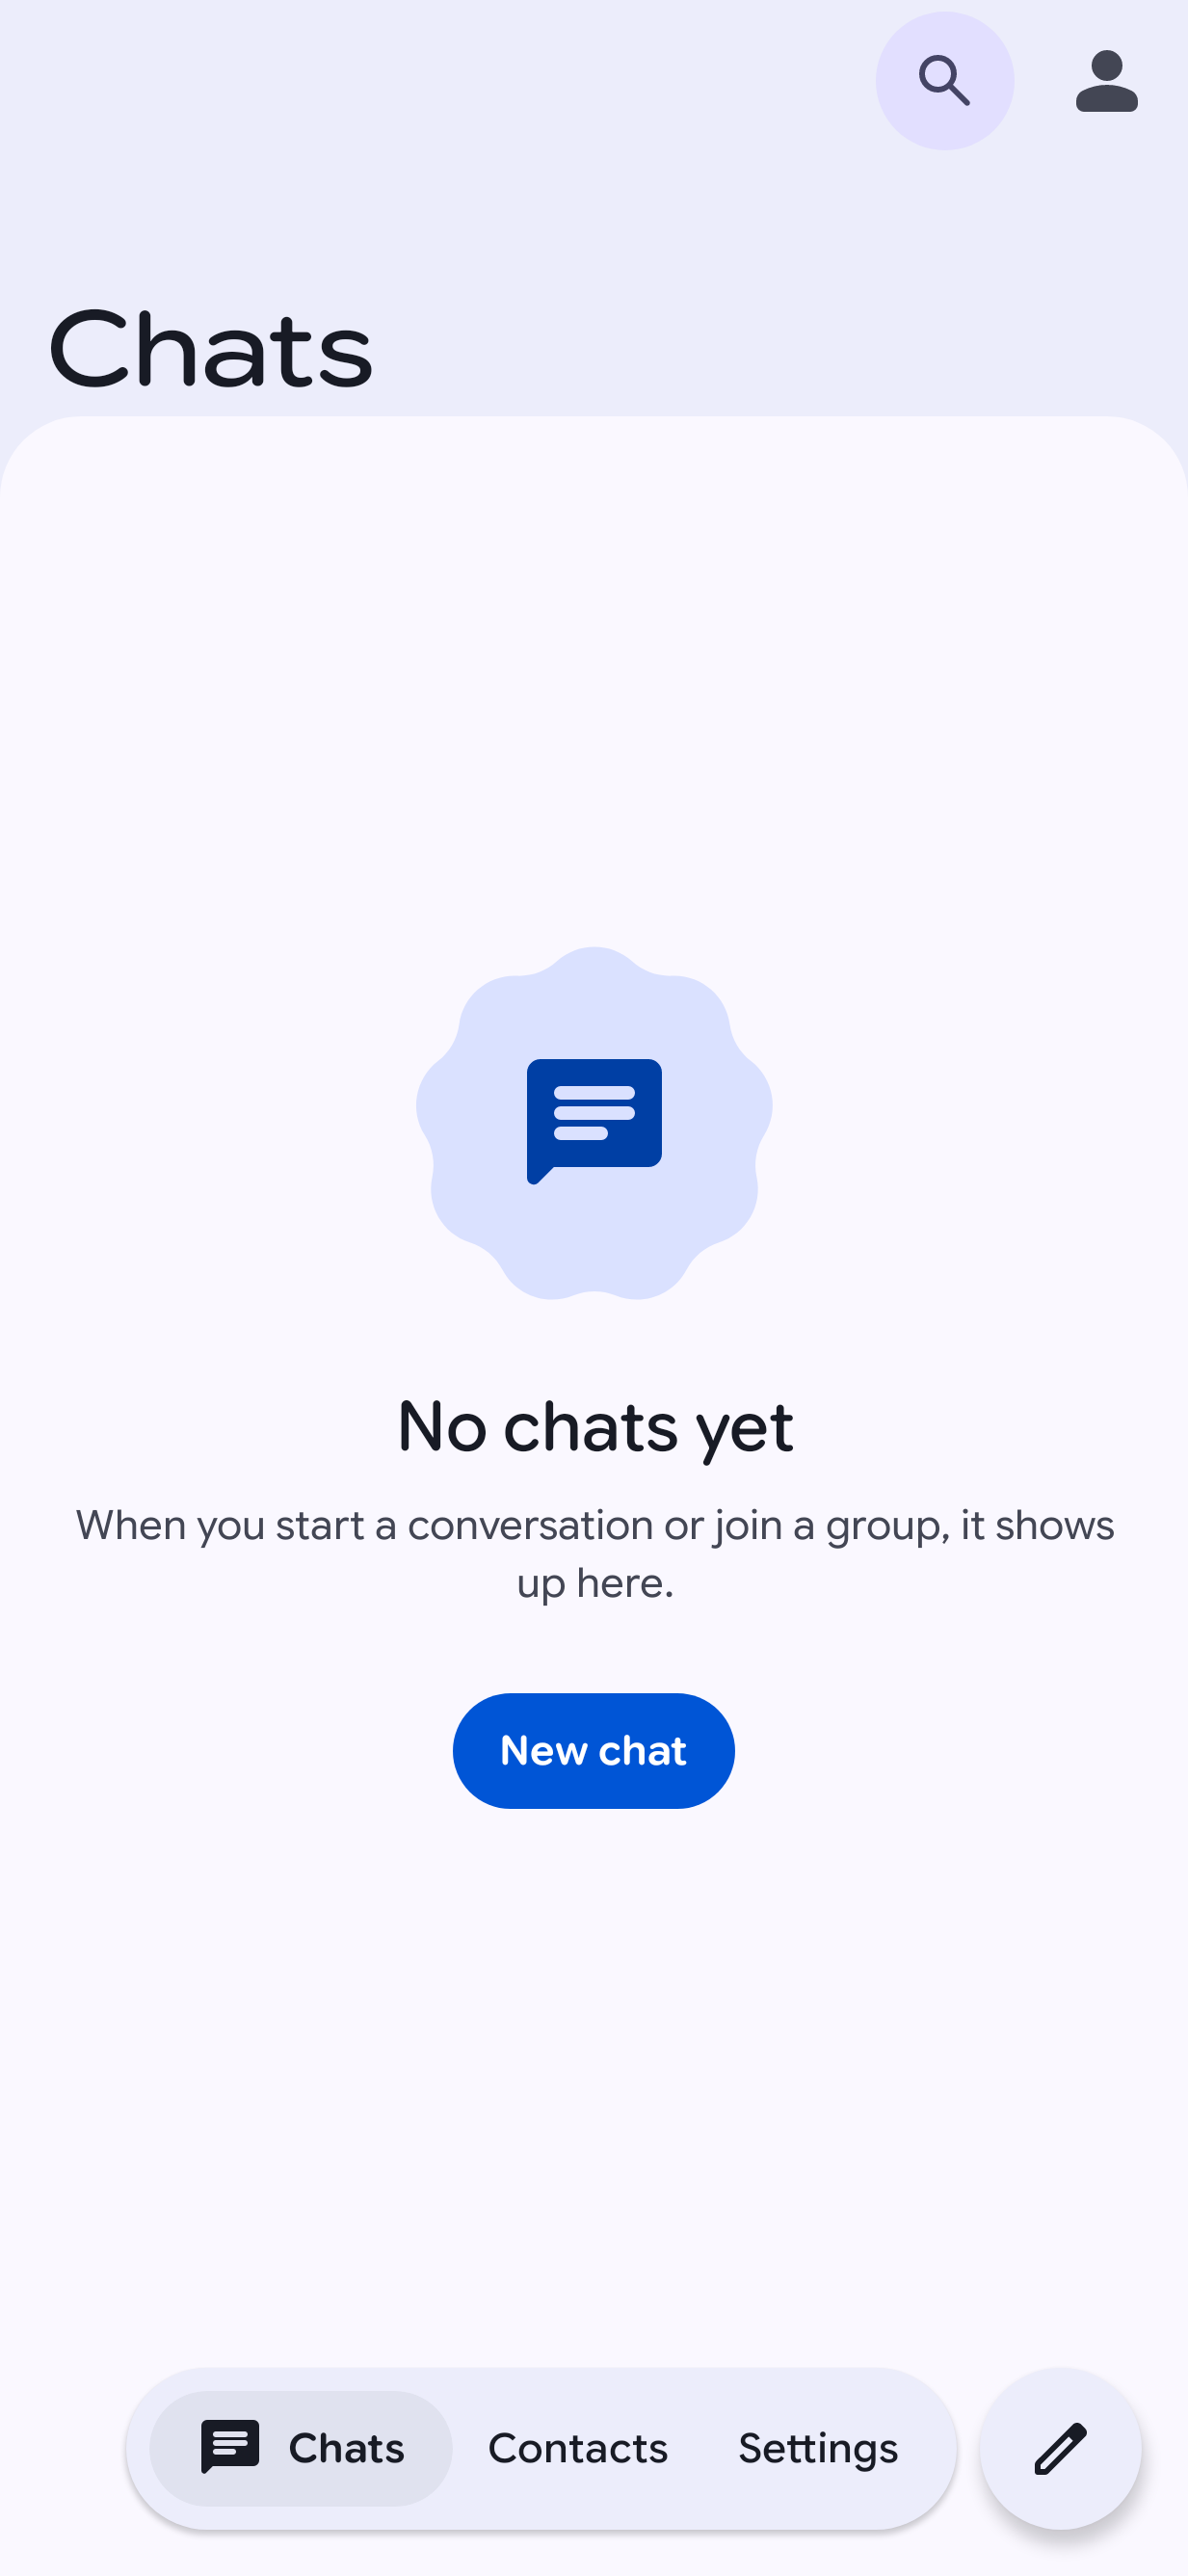 Chats
No chats yet
When you start a conversation or join a group, it shows
up here.
New chat
Chats
Contacts
Settings